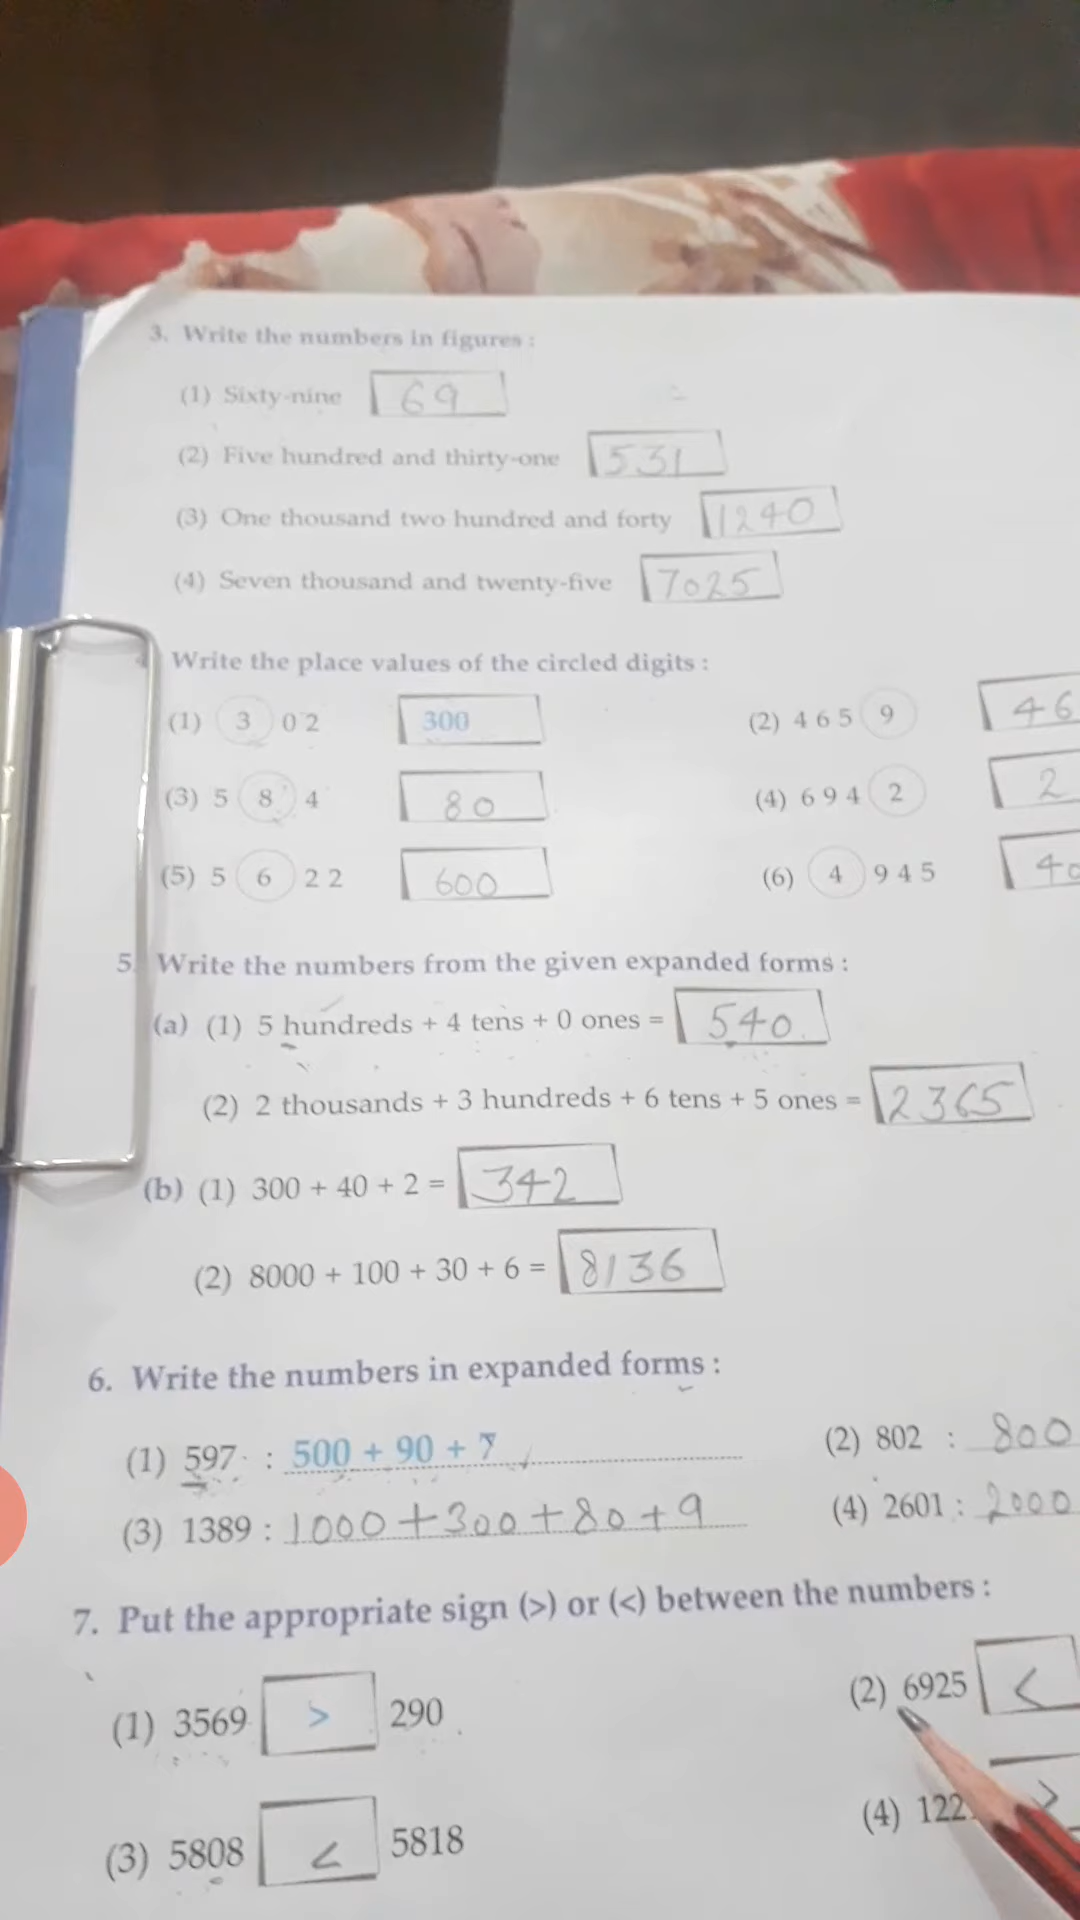 3. Write the numbers in figures :
(1) Sixty-nine 69
(2) Five hundred and thirty-one 531
(3) One thousand two hundred and forty 1240
(4) Seven thousand and twenty-five 7025
Write the place values of the circled digits :
(1) 3 0 2 300 (2) 4 6 5 9 46
(3) 5 8 4 80 (4) 6 9 4 2 2
(5) 5 6 2 2 600 (6) 4 9 4 5 40
5. Write the numbers from the given expanded forms :
(a) (1) 5 hundreds + 4 tens + 0 ones = 540
(2) 2 thousands + 3 hundreds + 6 tens + 5 ones = 2365
(b) (1) 300 + 40 + 2 = 342
(2) 8000 + 100 + 30 + 6 = 8136
6. Write the numbers in expanded forms :
(1) 597 : 500 + 90 + 7 (2) 802 : 800
(3) 1389 : 1000 + 300 + 80 + 9 (4) 2601 : 2000
7. Put the appropriate sign (>) or (<) between the numbers :
(1) 3569 > 290 (2) 6925 <
(3) 5808 < 5818 (4) 122 >